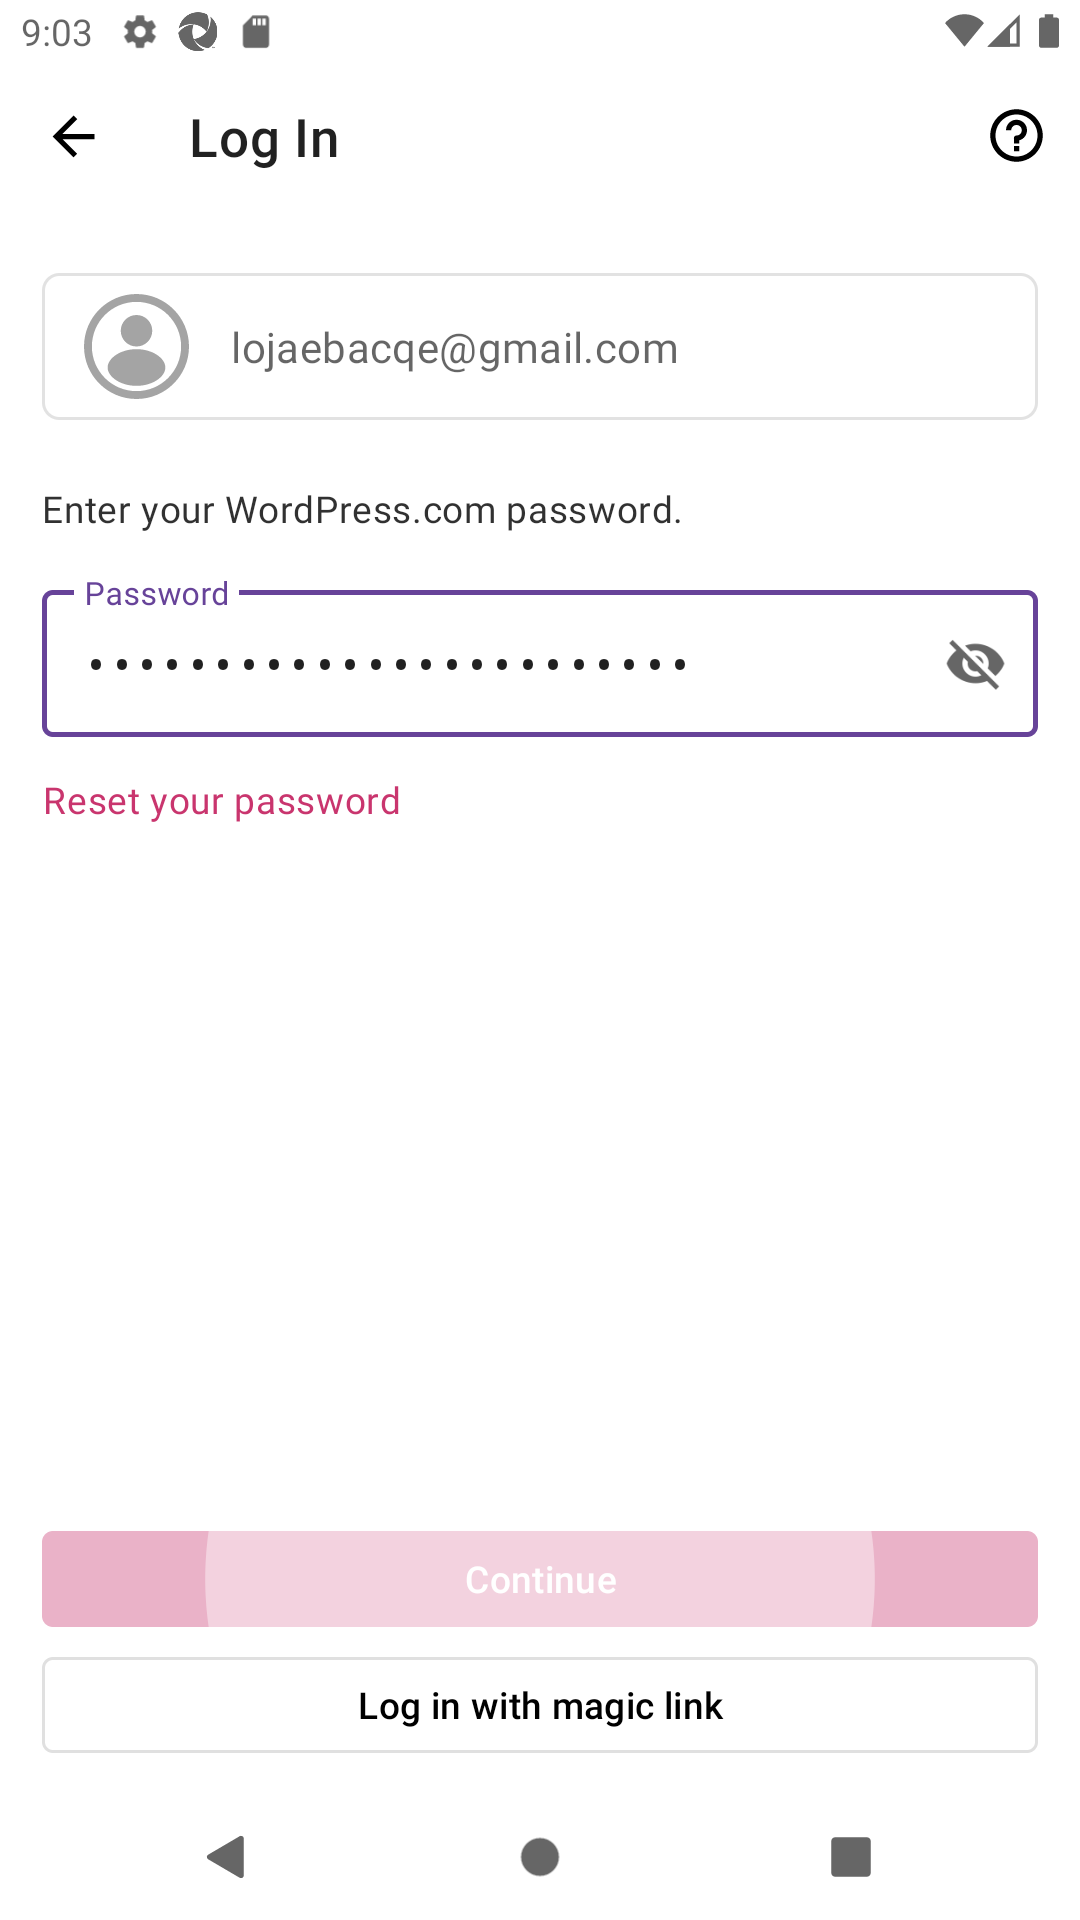 9:03
Log In
lojaebacqe@gmail.com
Enter your WordPress.com password.
Password
••••••••••••••••••••••••
Reset your password
Continue
Log in with magic link